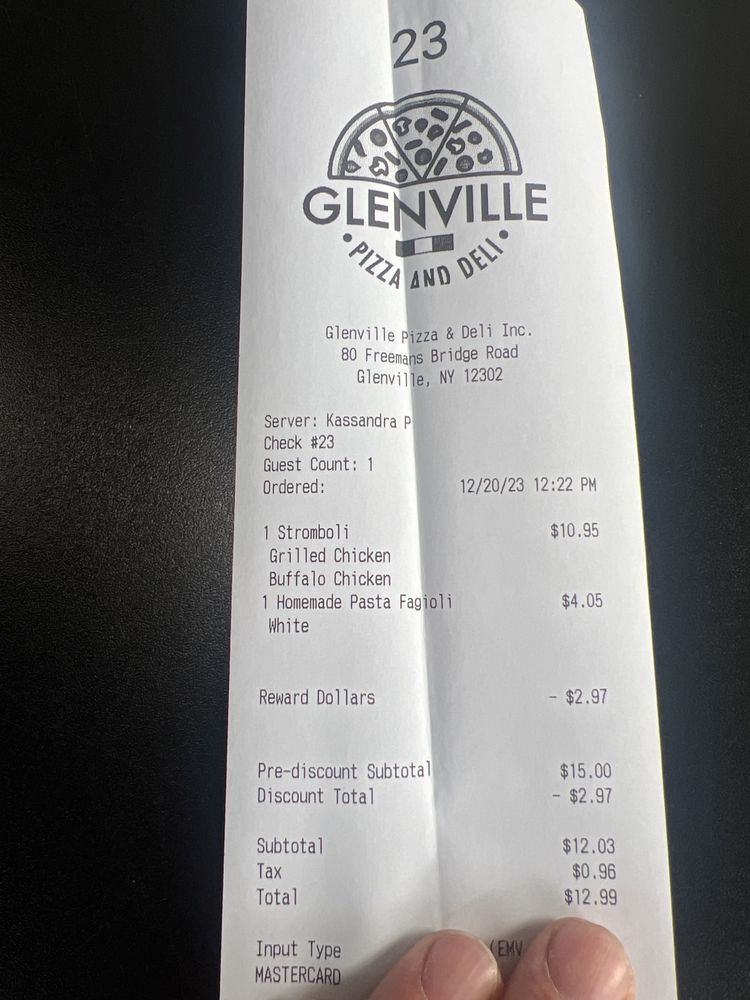 23
GLENVILLE
• PIZZA AND DELI •
Glenville Pizza & Deli Inc.
80 Freemans Bridge Road
Glenville, NY 12302
Server: Kassandra P
Check #23
Guest Count: 1
Ordered: 12/20/23 12:22 PM
1 Stromboli $10.95
Grilled Chicken
Buffalo Chicken
1 Homemade Pasta Fagioli $4.05
White
Reward Dollars - $2.97
Pre-discount Subtotal $15.00
Discount Total - $2.97
Subtotal $12.03
Tax $0.96
Total $12.99
Input Type (EMV
MASTERCARD